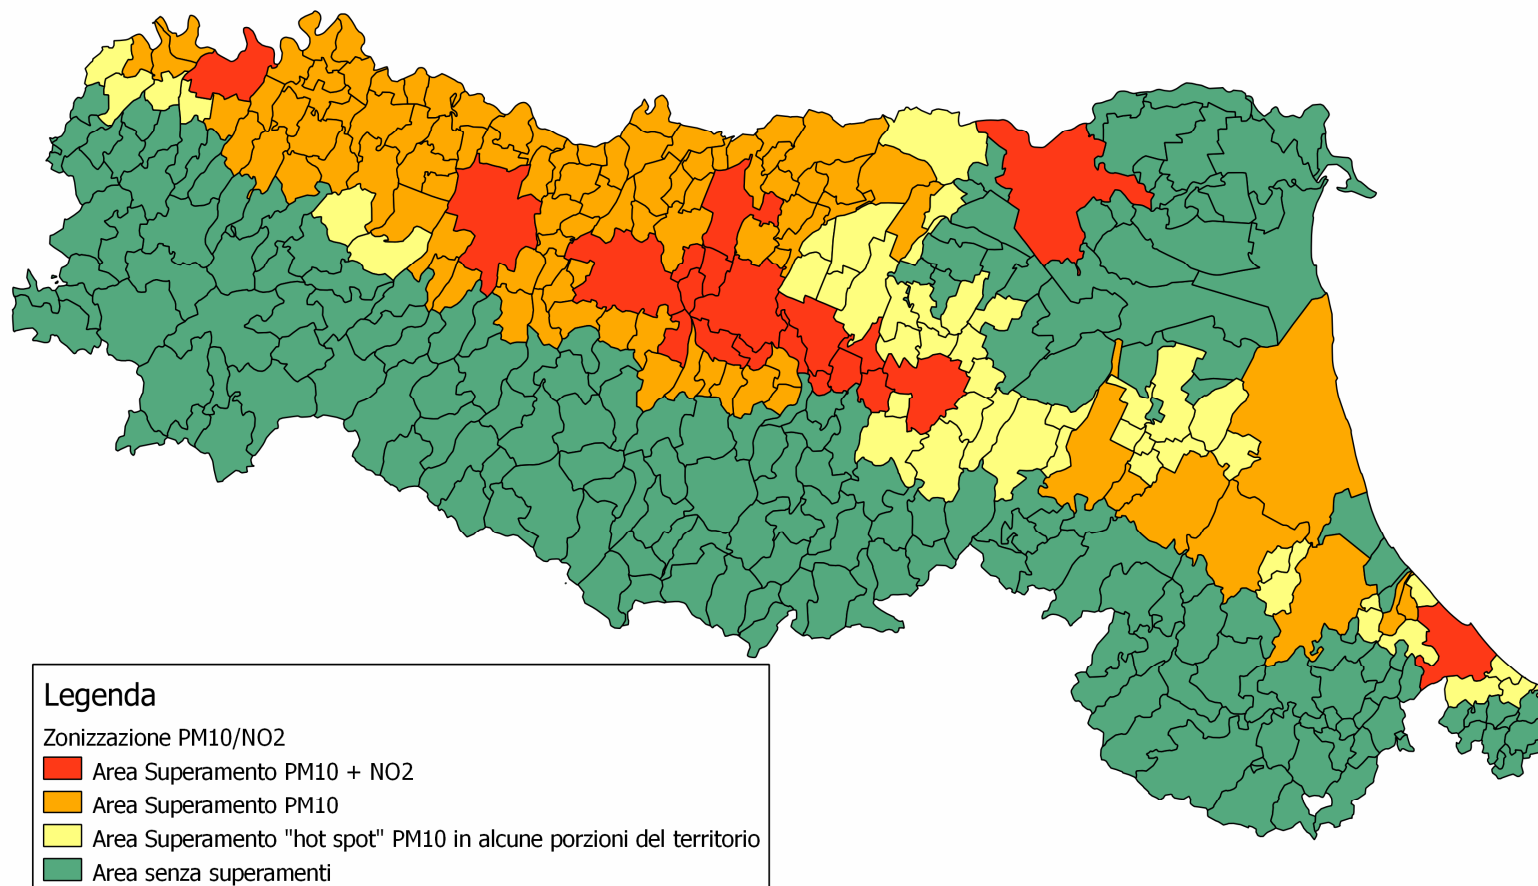 Legenda
Zonizzazione PM10/NO2
Area Superamento PM10 + NO2
Area Superamento PM10
Area Superamento "hot spot" PM10 in alcune porzioni del territorio
Area senza superamenti